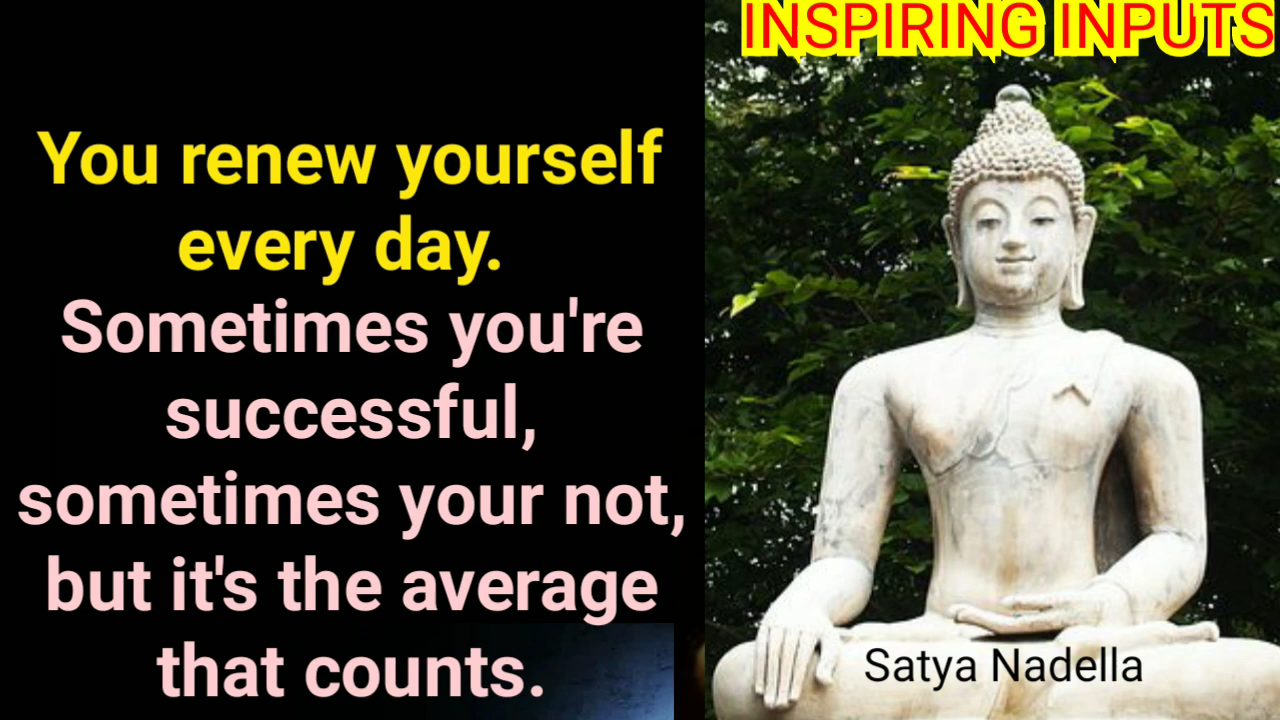 INSPIRING INPUTS
You renew yourself
every day.
Sometimes you're
successful,
sometimes your not,
but it's the average
that counts.
Satya Nadella